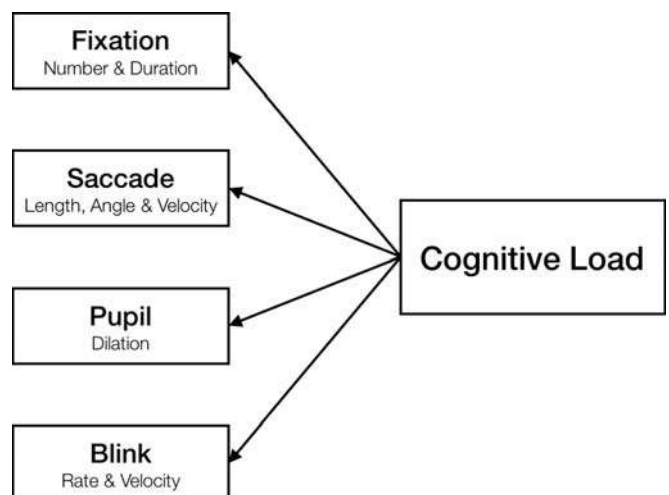 Fixation
Number & Duration
Saccade
Length, Angle & Velocity
Cognitive Load
Pupil
Dilation
Blink
Rate & Velocity